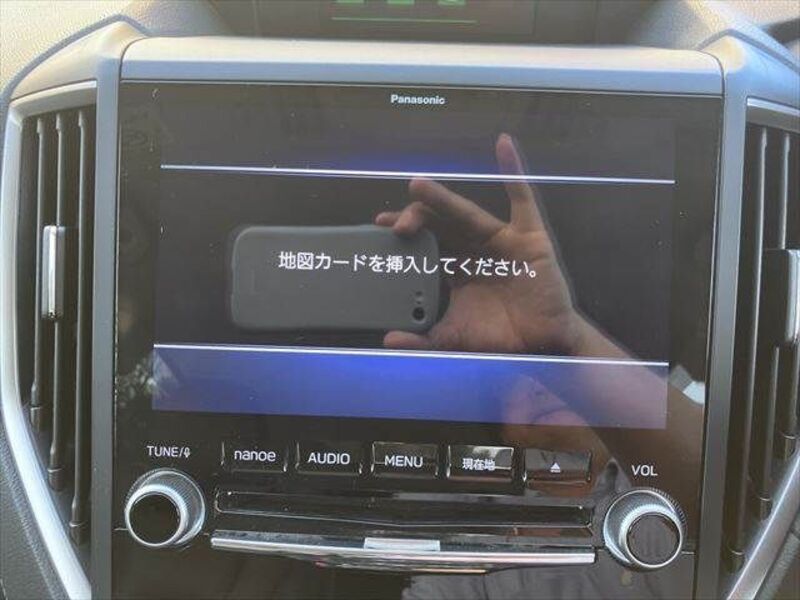 Panasonic
地図カードを挿入してください。
TUNE/
nanoe
AUDIO
MENU
現在地
VOL